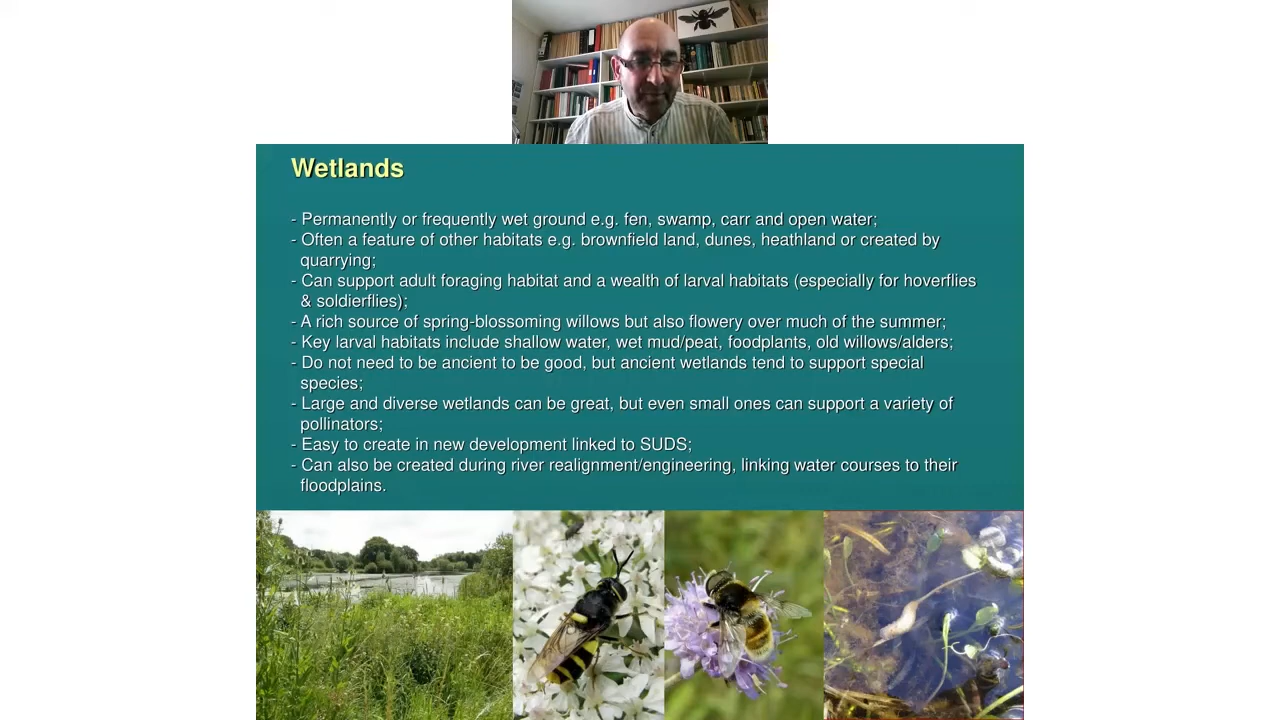 Wetlands
- Permanently or frequently wet ground e.g. fen, swamp, carr and open water;
- Often a feature of other habitats e.g. brownfield land, dunes, heathland or created by
quarrying;
- Can support adult foraging habitat and a wealth of larval habitats (especially for hoverflies
& soldierflies);
- A rich source of spring-blossoming willows but also flowery over much of the summer;
- Key larval habitats include shallow water, wet mud/peat, foodplants, old willows/alders;
- Do not need to be ancient to be good, but ancient wetlands tend to support special
species;
- Large and diverse wetlands can be great, but even small ones can support a variety of
pollinators;
- Easy to create in new development linked to SUDS;
- Can also be created during river realignment/engineering, linking water courses to their
floodplains.